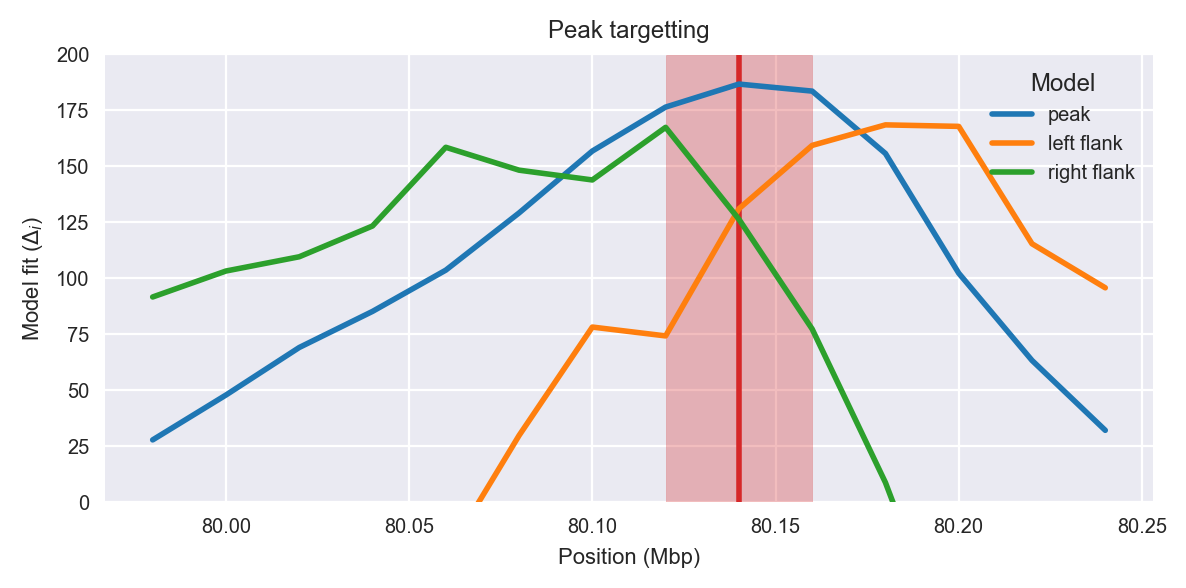 Peak targetting
200
175
150
125
100
75
50
25
0
Model fit (Δi)
Model
peak
left flank
right flank
80.00 80.05 80.10 80.15 80.20 80.25
Position (Mbp)